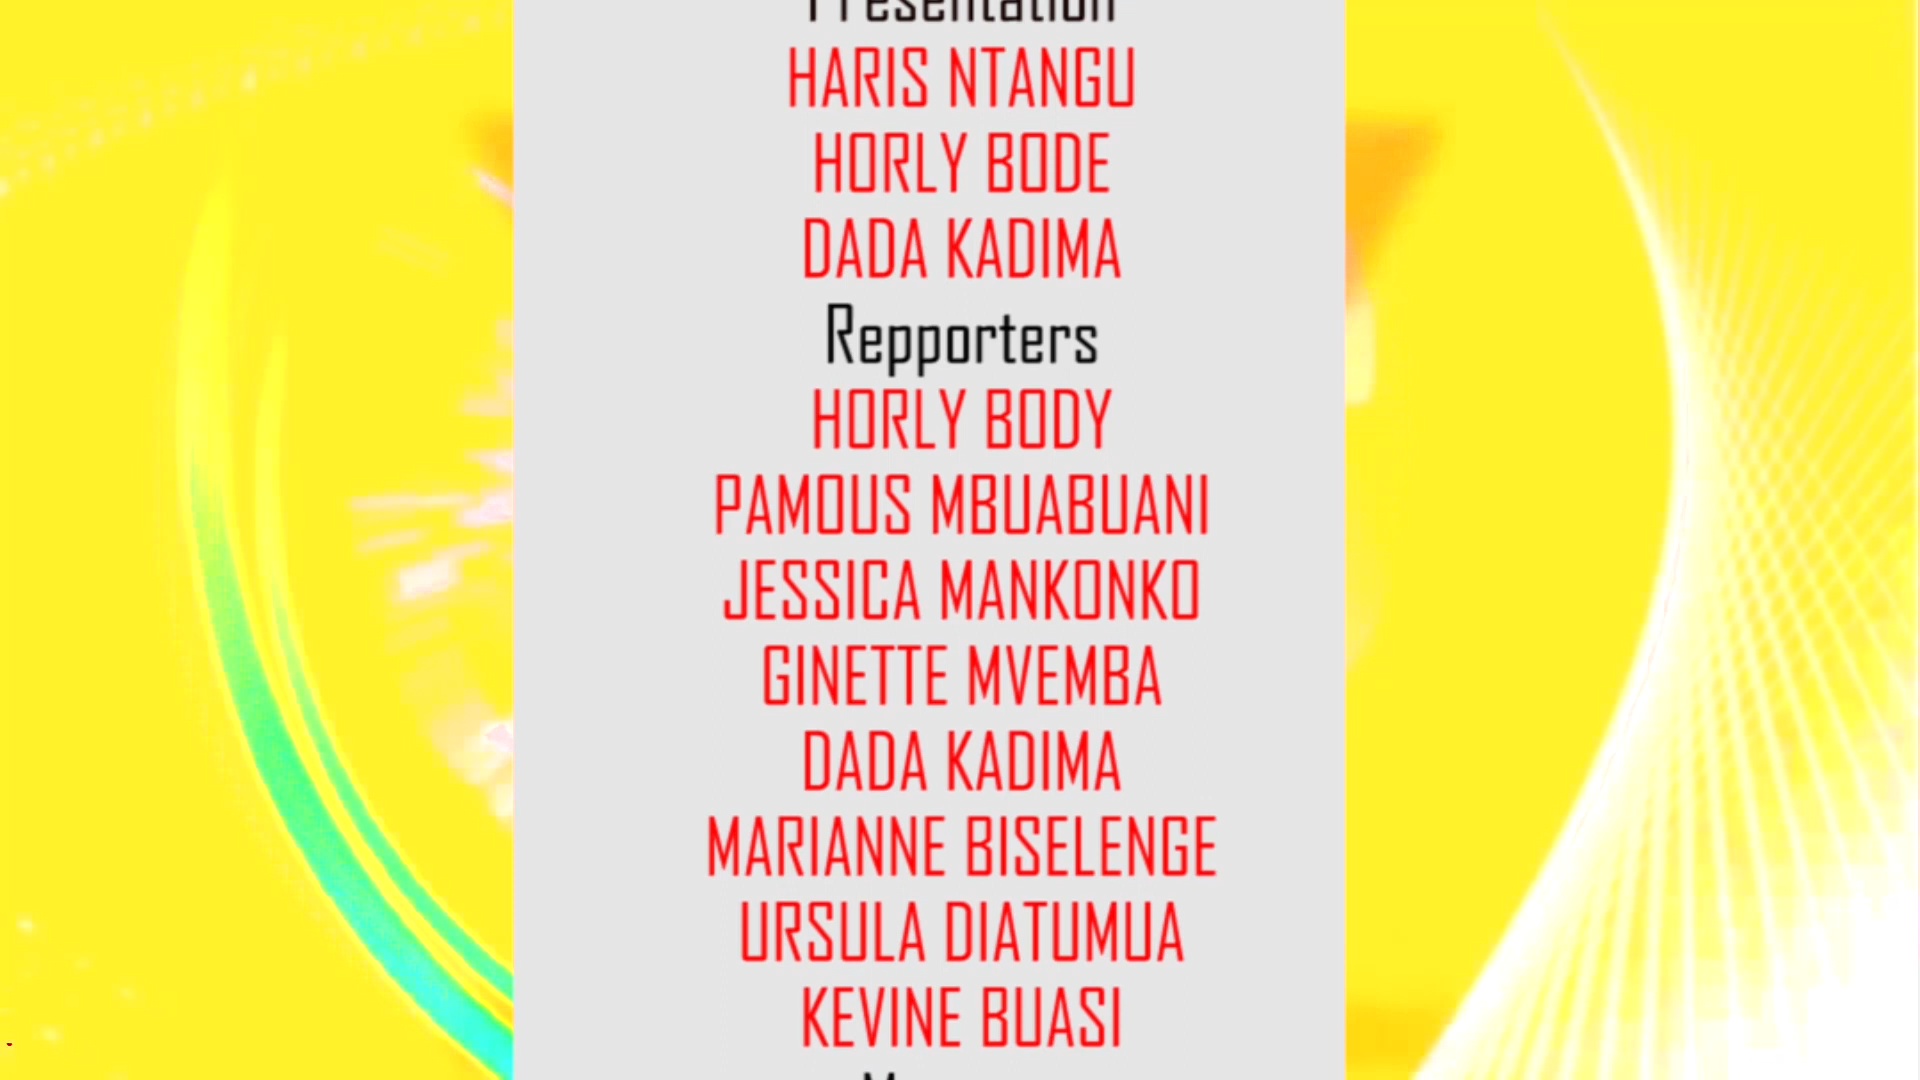 Presentation
HARIS NTANGU
HORLY BODE
DADA KADIMA
Repporters
HORLY BODY
PAMOUS MBUABUANI
JESSICA MANKONKO
GINETTE MVEMBA
DADA KADIMA
MARIANNE BISELENGE
URSULA DIATUMUA
KEVINE BUASI